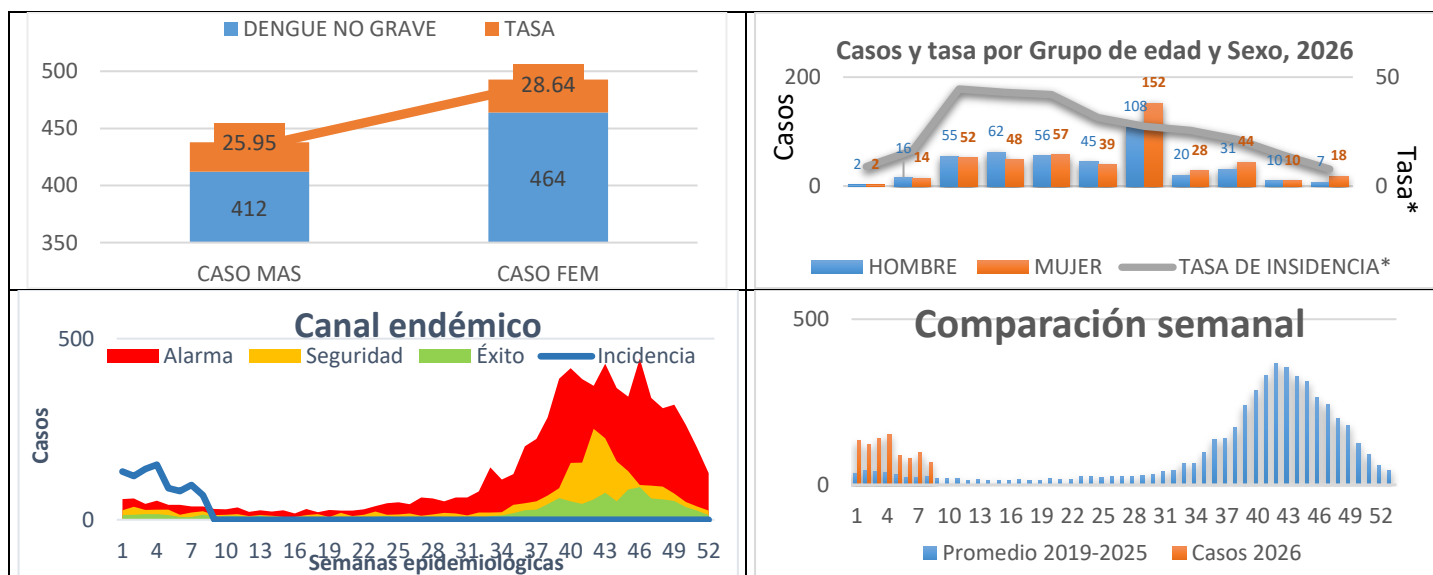 DENGUE NO GRAVE TASA
500
450
400
350
25.95
412
28.64
464
CASO MAS CASO FEM
Casos y tasa por Grupo de edad y Sexo, 2026
Casos
200
0
50
0
Tasa*
2 2 16 14 55 52 62 48 56 57 45 39 108 152 20 28 31 44 10 10 7 18
HOMBRE MUJER TASA DE INSIDENCIA*
Canal endémico
Alarma Seguridad Éxito Incidencia
Casos
500
0
1 4 7 10 13 16 19 22 25 28 31 34 37 40 43 46 49 52
Semanas epidemiológicas
Comparación semanal
500
0
1 4 7 10 13 16 19 22 25 28 31 34 37 40 43 46 49 52
Promedio 2019-2025 Casos 2026